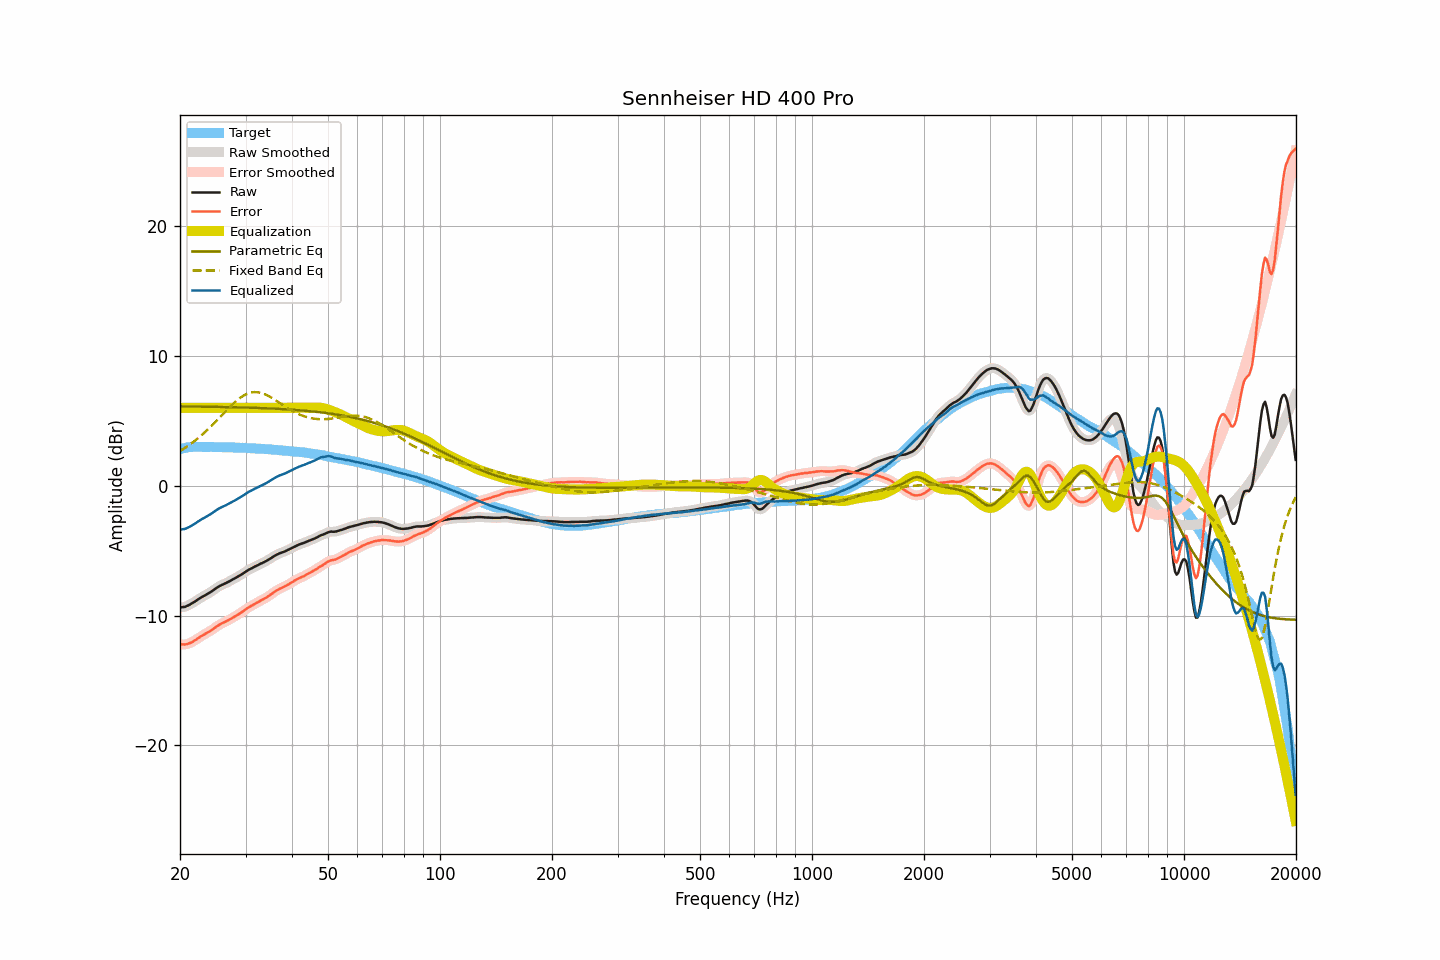 Sennheiser HD 400 Pro
Target
Raw Smoothed
Error Smoothed
Raw
Error
Equalization
Parametric Eq
Fixed Band Eq
Equalized
Amplitude (dBr)
20
10
0
−10
−20
20 50 100 200 500 1000 2000 5000 10000 20000
Frequency (Hz)